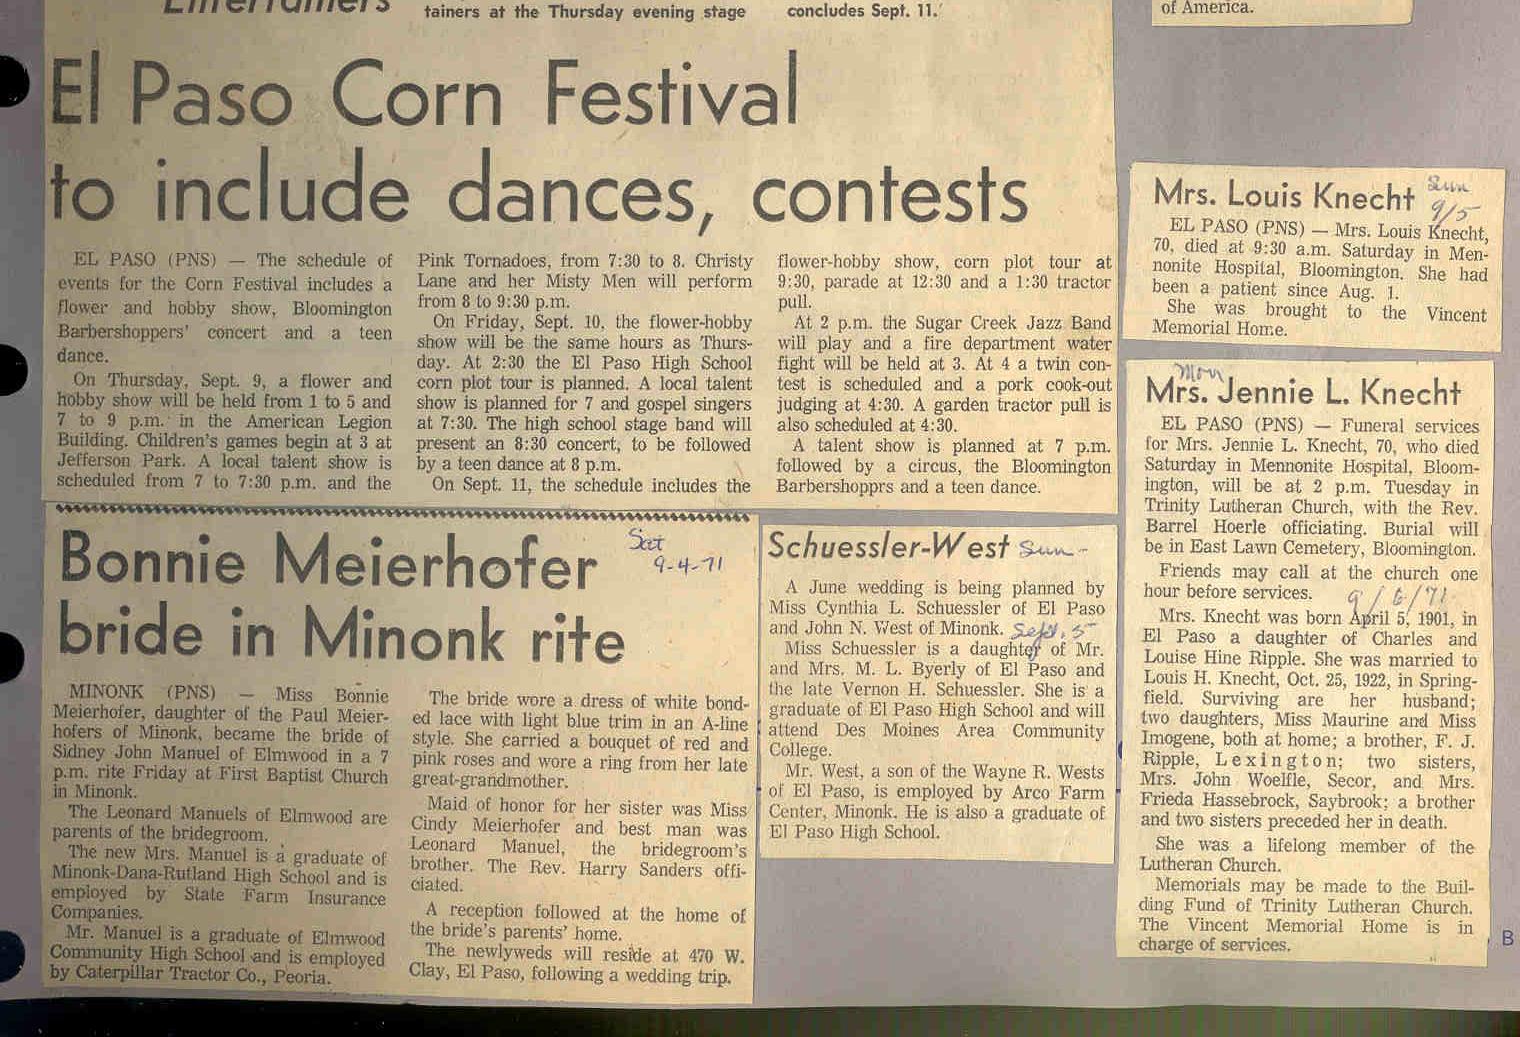 Entertainers
tainers at the Thursday evening stage
concludes Sept. 11.
of America.
El Paso Corn Festival
to include dances, contests
EL PASO (PNS) — The schedule of
events for the Corn Festival includes a
flower and hobby show, Bloomington
Barbershoppers' concert and a teen
dance.
On Thursday, Sept. 9, a flower and
hobby show will be held from 1 to 5 and
7 to 9 p.m. in the American Legion
Building. Children's games begin at 3 at
Jefferson Park. A local talent show is
scheduled from 7 to 7:30 p.m. and the
Pink Tornadoes, from 7:30 to 8. Christy
Lane and her Misty Men will perform
from 8 to 9:30 p.m.
On Friday, Sept. 10, the flower-hobby
show will be the same hours as Thurs-
day. At 2:30 the El Paso High School
corn plot tour is planned. A local talent
show is planned for 7 and gospel singers
at 7:30. The high school stage band will
present an 8:30 concert, to be followed
by a teen dance at 8 p.m.
On Sept. 11, the schedule includes the
flower-hobby show, corn plot tour at
9:30, parade at 12:30 and a 1:30 tractor
pull.
At 2 p.m. the Sugar Creek Jazz Band
will play and a fire department water
fight will be held at 3. At 4 a twin con-
test is scheduled and a pork cook-out
judging at 4:30. A garden tractor pull is
also scheduled at 4:30.
A talent show is planned at 7 p.m.
followed by a circus, the Bloomington
Barbershopprs and a teen dance.
Mrs. Louis Knecht Sun
9/5
EL PASO (PNS) — Mrs. Louis Knecht,
70, died at 9:30 a.m. Saturday in Men-
nonite Hospital, Bloomington. She had
been a patient since Aug. 1.
She was brought to the Vincent
Memorial Home.
Mon
Mrs. Jennie L. Knecht
EL PASO (PNS) — Funeral services
for Mrs. Jennie L. Knecht, 70, who died
Saturday in Mennonite Hospital, Bloom-
ington, will be at 2 p.m. Tuesday in
Trinity Lutheran Church, with the Rev.
Barrel Hoerle officiating. Burial will
be in East Lawn Cemetery, Bloomington.
Friends may call at the church one
hour before services. 9/6/71
Mrs. Knecht was born April 5, 1901, in
El Paso a daughter of Charles and
Louise Hine Ripple. She was married to
Louis H. Knecht, Oct. 25, 1922, in Spring-
field. Surviving are her husband;
two daughters, Miss Maurine and Miss
Imogene, both at home; a brother, F. J.
Ripple, Lexington; two sisters,
Mrs. John Woelfle, Secor, and Mrs.
Frieda Hassebrock, Saybrook; a brother
and two sisters preceded her in death.
She was a lifelong member of the
Lutheran Church.
Memorials may be made to the Buil-
ding Fund of Trinity Lutheran Church.
The Vincent Memorial Home is in
charge of services.
B
Bonnie Meierhofer
bride in Minonk rite
Sat
9-4-71
MINONK (PNS) — Miss Bonnie
Meierhofer, daughter of the Paul Meier-
hofers of Minonk, became the bride of
Sidney John Manuel of Elmwood in a 7
p.m. rite Friday at First Baptist Church
in Minonk.
The Leonard Manuels of Elmwood are
parents of the bridegroom.
The new Mrs. Manuel is a graduate of
Minonk-Dana-Rutland High School and is
employed by State Farm Insurance
Companies.
Mr. Manuel is a graduate of Elmwood
Community High School and is employed
by Caterpillar Tractor Co., Peoria.
The bride wore a dress of white bond-
ed lace with light blue trim in an A-line
style. She carried a bouquet of red and
pink roses and wore a ring from her late
great-grandmother.
Maid of honor for her sister was Miss
Cindy Meierhofer and best man was
Leonard Manuel, the bridegroom's
brother. The Rev. Harry Sanders offi-
ciated.
A reception followed at the home of
the bride's parents' home.
The newlyweds will reside at 470 W.
Clay, El Paso, following a wedding trip.
Schuessler-West Sun -
A June wedding is being planned by
Miss Cynthia L. Schuessler of El Paso
and John N. West of Minonk. Sept. 5
Miss Schuessler is a daughter of Mr.
and Mrs. M. L. Byerly of El Paso and
the late Vernon H. Schuessler. She is a
graduate of El Paso High School and will
attend Des Moines Area Community
College.
Mr. West, a son of the Wayne R. Wests
of El Paso, is employed by Arco Farm
Center, Minonk. He is also a graduate of
El Paso High School.